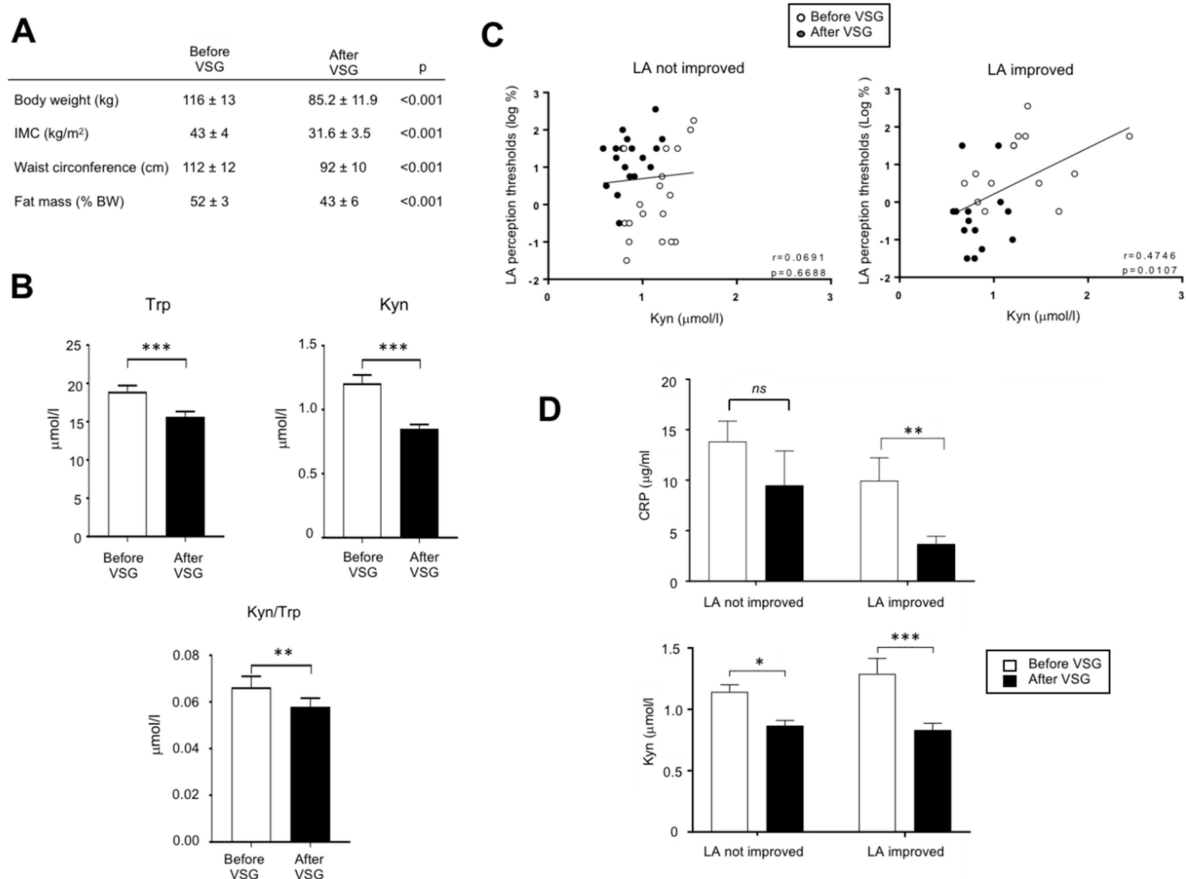 A
Before
VSG
After
VSG
p
Body weight (kg) 116 ± 13 85.2 ± 11.9 <0.001
IMC (kg/m²) 43 ± 4 31.6 ± 3.5 <0.001
Waist circonference (cm) 112 ± 12 92 ± 10 <0.001
Fat mass (% BW) 52 ± 3 43 ± 6 <0.001
B
Trp
***
25
20
15
10
5
0
µmol/l
Before
VSG
After
VSG
Kyn
***
1.5
1.0
0.5
0
µmol/l
Before
VSG
After
VSG
Kyn/Trp
**
0.08
0.06
0.04
0.02
0.00
µmol/l
Before
VSG
After
VSG
C
Before VSG
After VSG
LA not improved
LA perception thresholds (log %)
3
2
1
0
-1
-2
r=0.0691
p=0.6688
0 1 2 3
Kyn (µmol/l)
LA improved
LA perception thresholds (Log % )
3
2
1
0
-1
-2
r=0.4746
p=0.0107
0 1 2 3
Kyn (µmol/l)
D
20
15
10
5
0
CRP (µg/ml)
ns
**
LA not improved LA improved
1.5
1.0
0.5
0
Kyn (µmol/l
*
***
LA not improved LA improved
Before VSG
After VSG